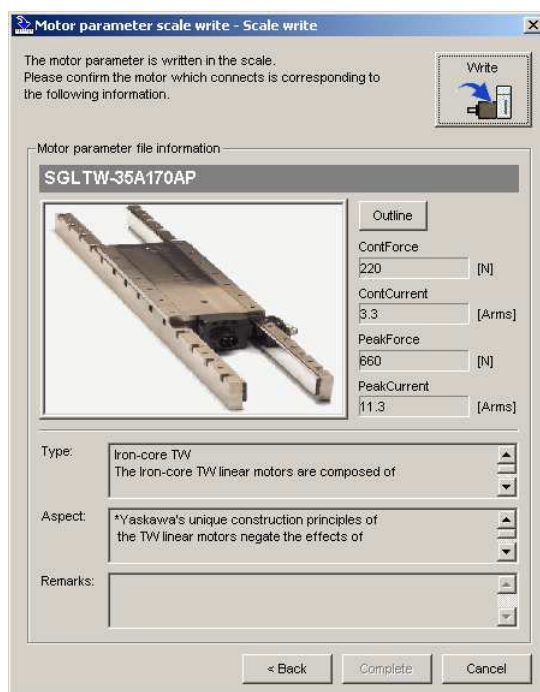 Motor parameter scale write - Scale write
The motor parameter is written in the scale.
Please confirm the motor which connects is corresponding to
the following information.
Write
Motor parameter file information
SGLTW-35A170AP
Outline
ContForce
220 [N]
ContCurrent
3.3 [Arms]
PeakForce
660 [N]
PeakCurrent
11.3 [Arms]
Type:
Iron-core TW
The Iron-core TW linear motors are composed of
Aspect:
*Yaskawa's unique construction principles of
the TW linear motors negate the effects of
Remarks:
< Back Complete Cancel